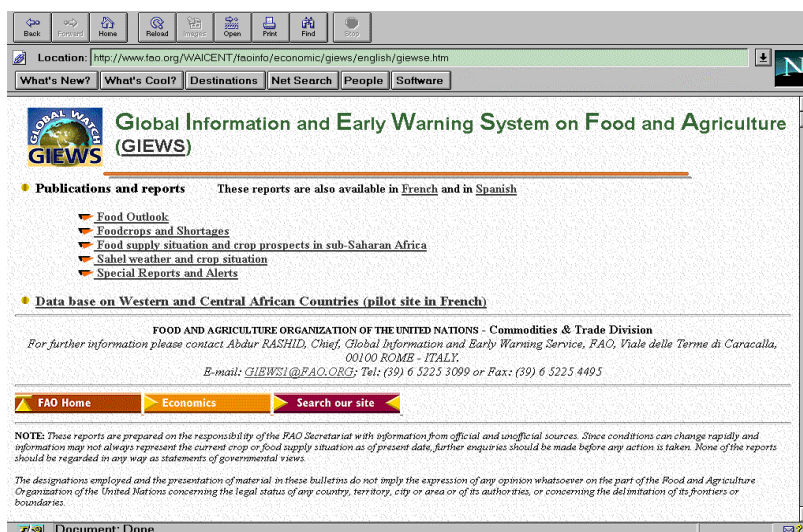 Back Forward Home Reload Images Open Print Find Stop
Location: http://www.fao.org/WAICENT/faoinfo/economic/giews/english/giewse.htm
What's New? What's Cool? Destinations Net Search People Software
N
GLOBAL WATCH
GIEWS
Global Information and Early Warning System on Food and Agriculture
(GIEWS)
Publications and reports These reports are also available in French and in Spanish
Food Outlook
Foodcrops and Shortages
Food supply situation and crop prospects in sub-Saharan Africa
Sahel weather and crop situation
Special Reports and Alerts
Data base on Western and Central African Countries (pilot site in French)
FOOD AND AGRICULTURE ORGANIZATION OF THE UNITED NATIONS - Commodities & Trade Division
For further information please contact Abdur RASHID, Chief, Global Information and Early Warning Service, FAO, Viale delle Terme di Caracalla,
00100 ROME - ITALY.
E-mail: GIEWS1@FAO.ORG; Tel: (39) 6 5225 3099 or Fax: (39) 6 5225 4495
FAO Home Economics Search our site
NOTE: These reports are prepared on the responsibility of the FAO Secretariat with information from official and unofficial sources. Since conditions can change rapidly and
information may not always represent the current crop or food supply situation as of present date, further enquiries should be made before any action is taken. None of the reports
should be regarded in any way as statements of governmental views.
The designations employed and the presentation of material in these bulletins do not imply the expression of any opinion whatsoever on the part of the Food and Agriculture
Organization of the United Nations concerning the legal status of any country, territory, city or area or of its authorities, or concerning the delimitation of its frontiers or
boundaries.
Document: Done